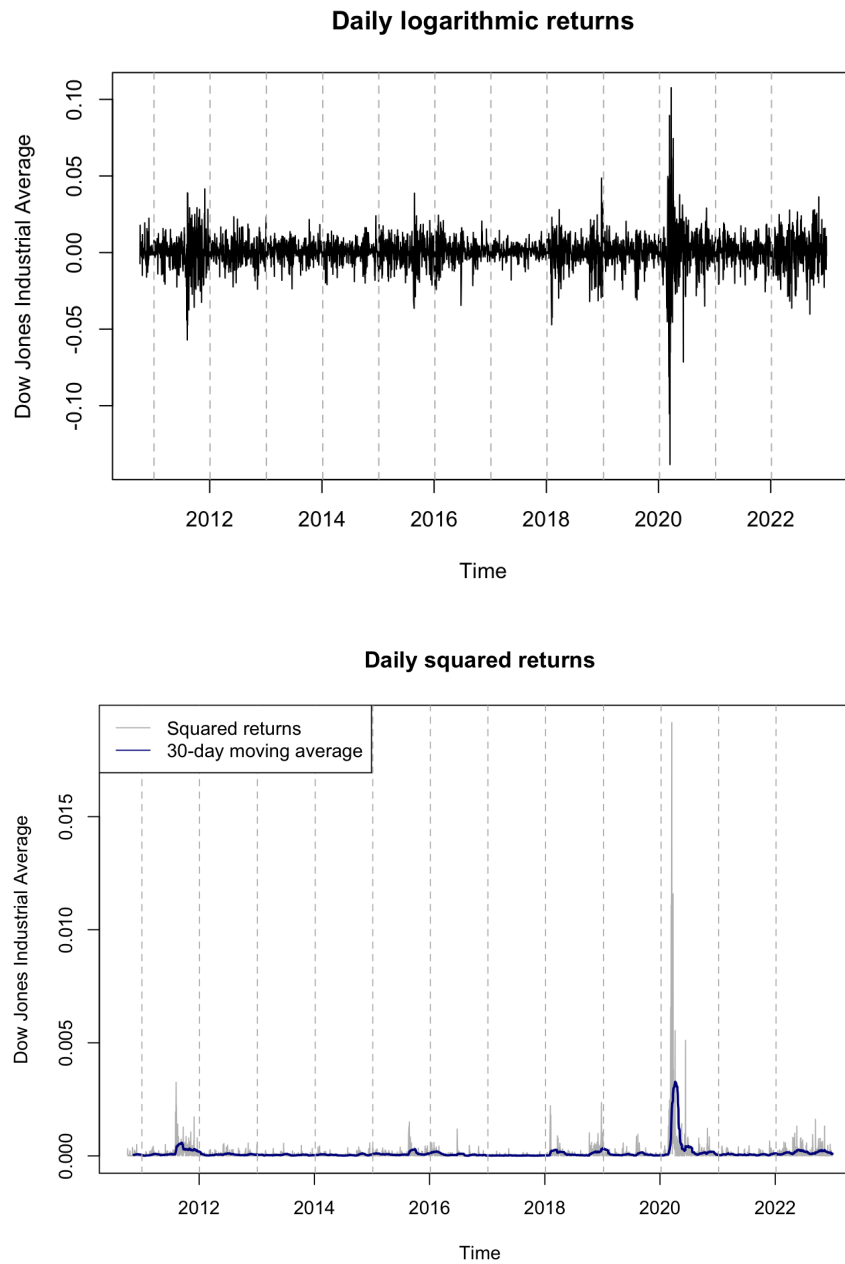 Daily logarithmic returns
Dow Jones Industrial Average
0.10
0.05
0.00
-0.05
-0.10
2012 2014 2016 2018 2020 2022
Time
Daily squared returns
Squared returns
30-day moving average
Dow Jones Industrial Average
0.015
0.010
0.005
0.000
2012 2014 2016 2018 2020 2022
Time